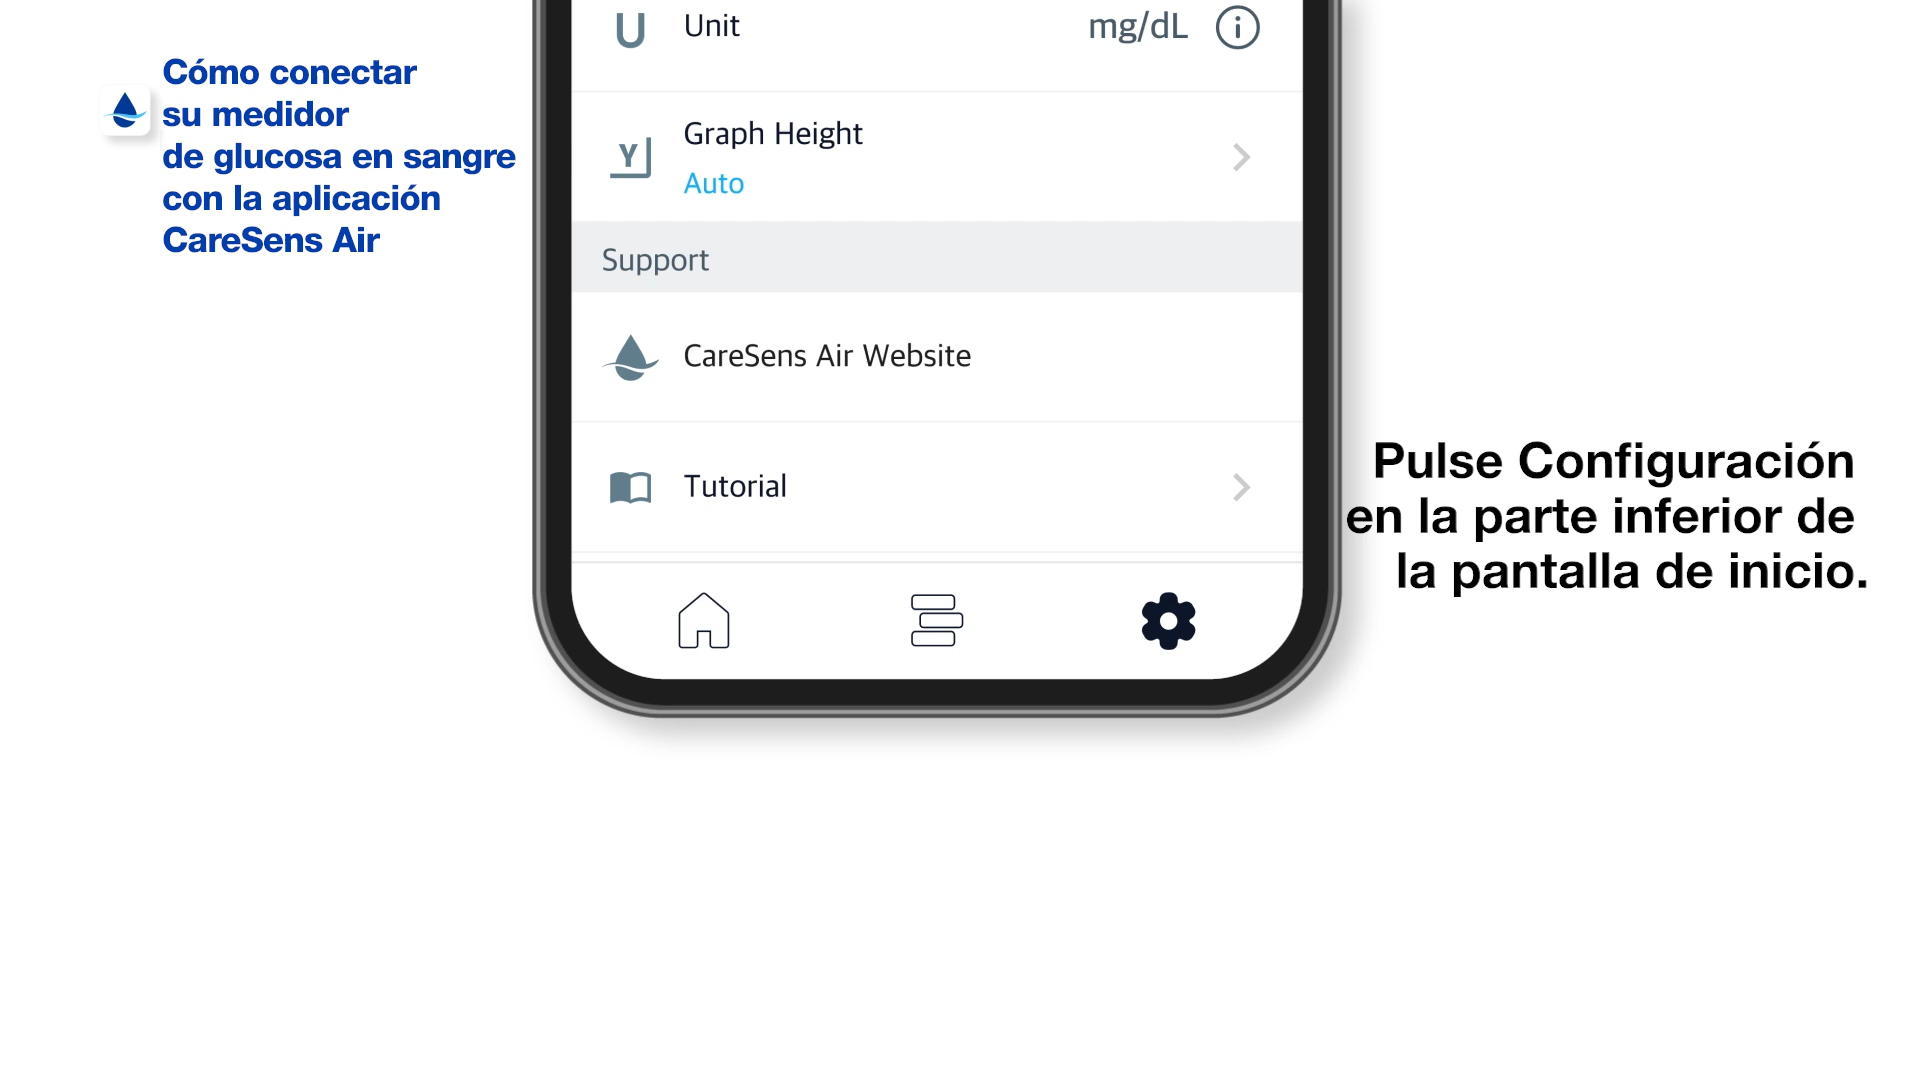 Cómo conectar
su medidor
de glucosa en sangre
con la aplicación
CareSens Air
U Unit mg/dL i
Y Graph Height
Auto
Support
CareSens Air Website
Tutorial
Pulse Configuración
en la parte inferior de
la pantalla de inicio.